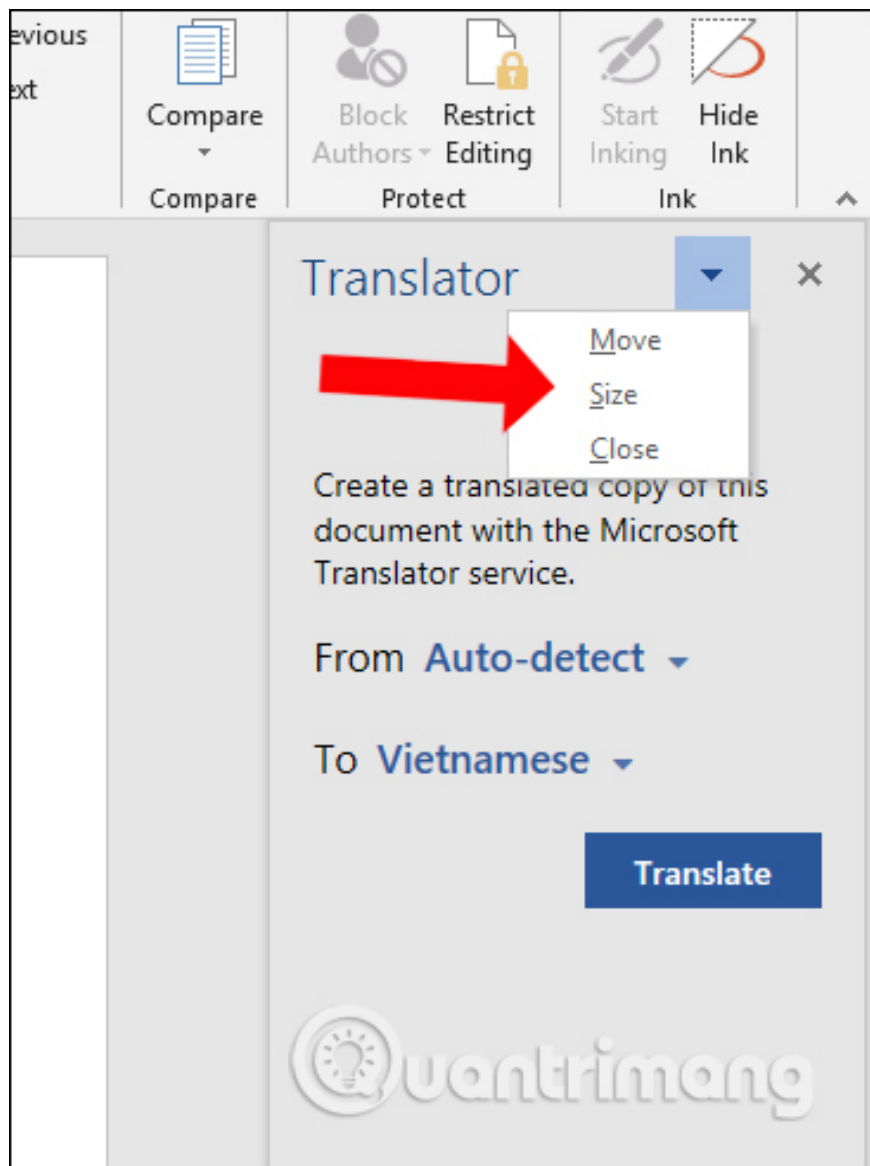 evious
ext
Compare
Compare
Block
Authors
Restrict
Editing
Protect
Start
Inking
Hide
Ink
Ink
Translator
Move
Size
Close
Create a translated copy of this
document with the Microsoft
Translator service.
From Auto-detect
To Vietnamese
Translate
Quantrimang